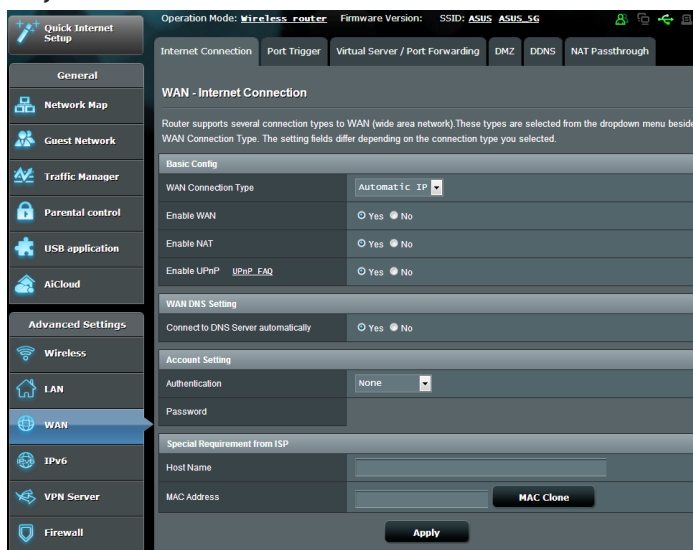 Operation Mode: Wireless router Firmware Version: SSID: ASUS ASUS_5G
Quick Internet Setup
Internet Connection Port Trigger Virtual Server / Port Forwarding DMZ DDNS NAT Passthrough
General
Network Map
Guest Network
Traffic Manager
Parental control
USB application
AiCloud
Advanced Settings
Wireless
LAN
WAN
IPv6
VPN Server
Firewall
WAN - Internet Connection
Router supports several connection types to WAN (wide area network).These types are selected from the dropdown menu beside
WAN Connection Type. The setting fields differ depending on the connection type you selected.
Basic Config
WAN Connection Type Automatic IP
Enable WAN Yes No
Enable NAT Yes No
Enable UPnP UPnP FAQ Yes No
WAN DNS Setting
Connect to DNS Server automatically Yes No
Account Setting
Authentication None
Password
Special Requirement from ISP
Host Name
MAC Address MAC Clone
Apply